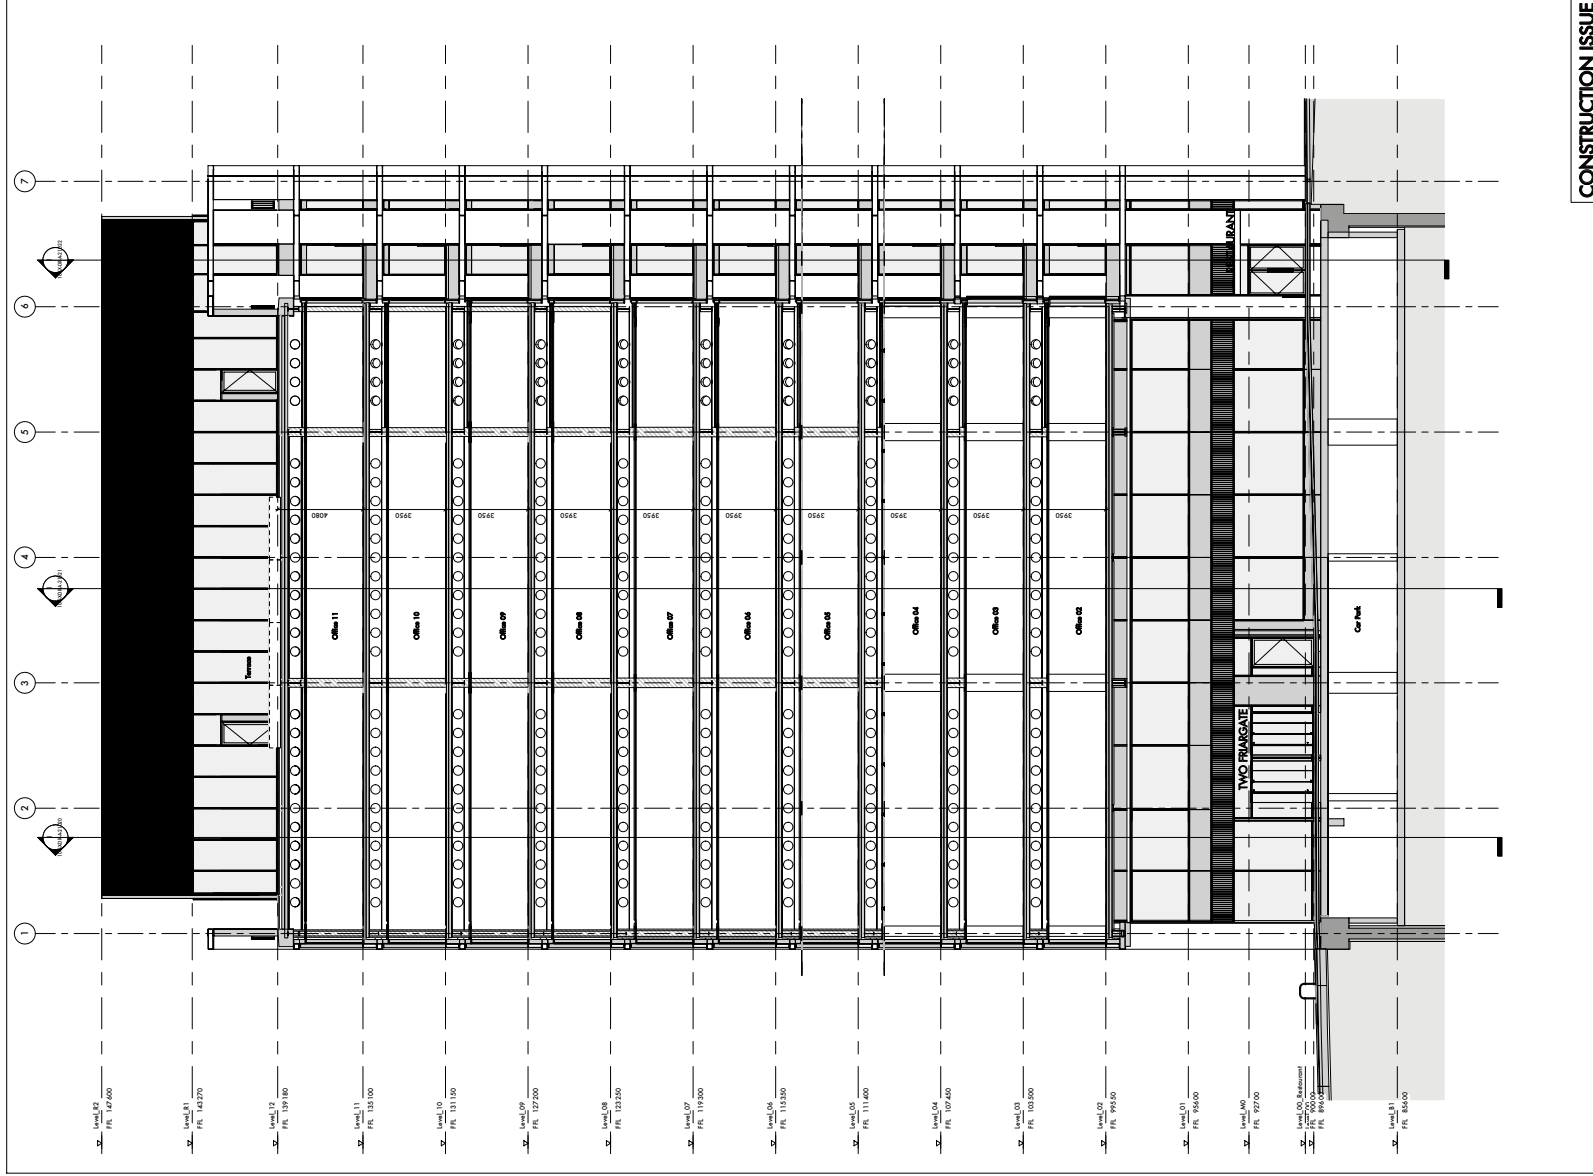 CONSTRUCTION ISSUE
7
6
5
4
3
2
1
RESTAURANT
TWO FRIARGATE
Terrace
Office 11
Office 10
Office 09
Office 08
Office 07
Office 06
Office 05
Office 04
Office 03
Office 02
Car Park
4080
3950
3950
3950
3950
3950
3950
3950
3950
3950
Level_R2
FFL 147600
Level_R1
FFL 143270
Level_12
FFL 139180
Level_11
FFL 135100
Level_10
FFL 131150
Level_09
FFL 127200
Level_08
FFL 123250
Level_07
FFL 119300
Level_06
FFL 115350
Level_05
FFL 111400
Level_04
FFL 107450
Level_03
FFL 103500
Level_02
FFL 99550
Level_01
FFL 95600
Level_M0
FFL 92700
Level_00_Restaurant
FFL 90000
FFL 89600
Level_B1
FFL 85600